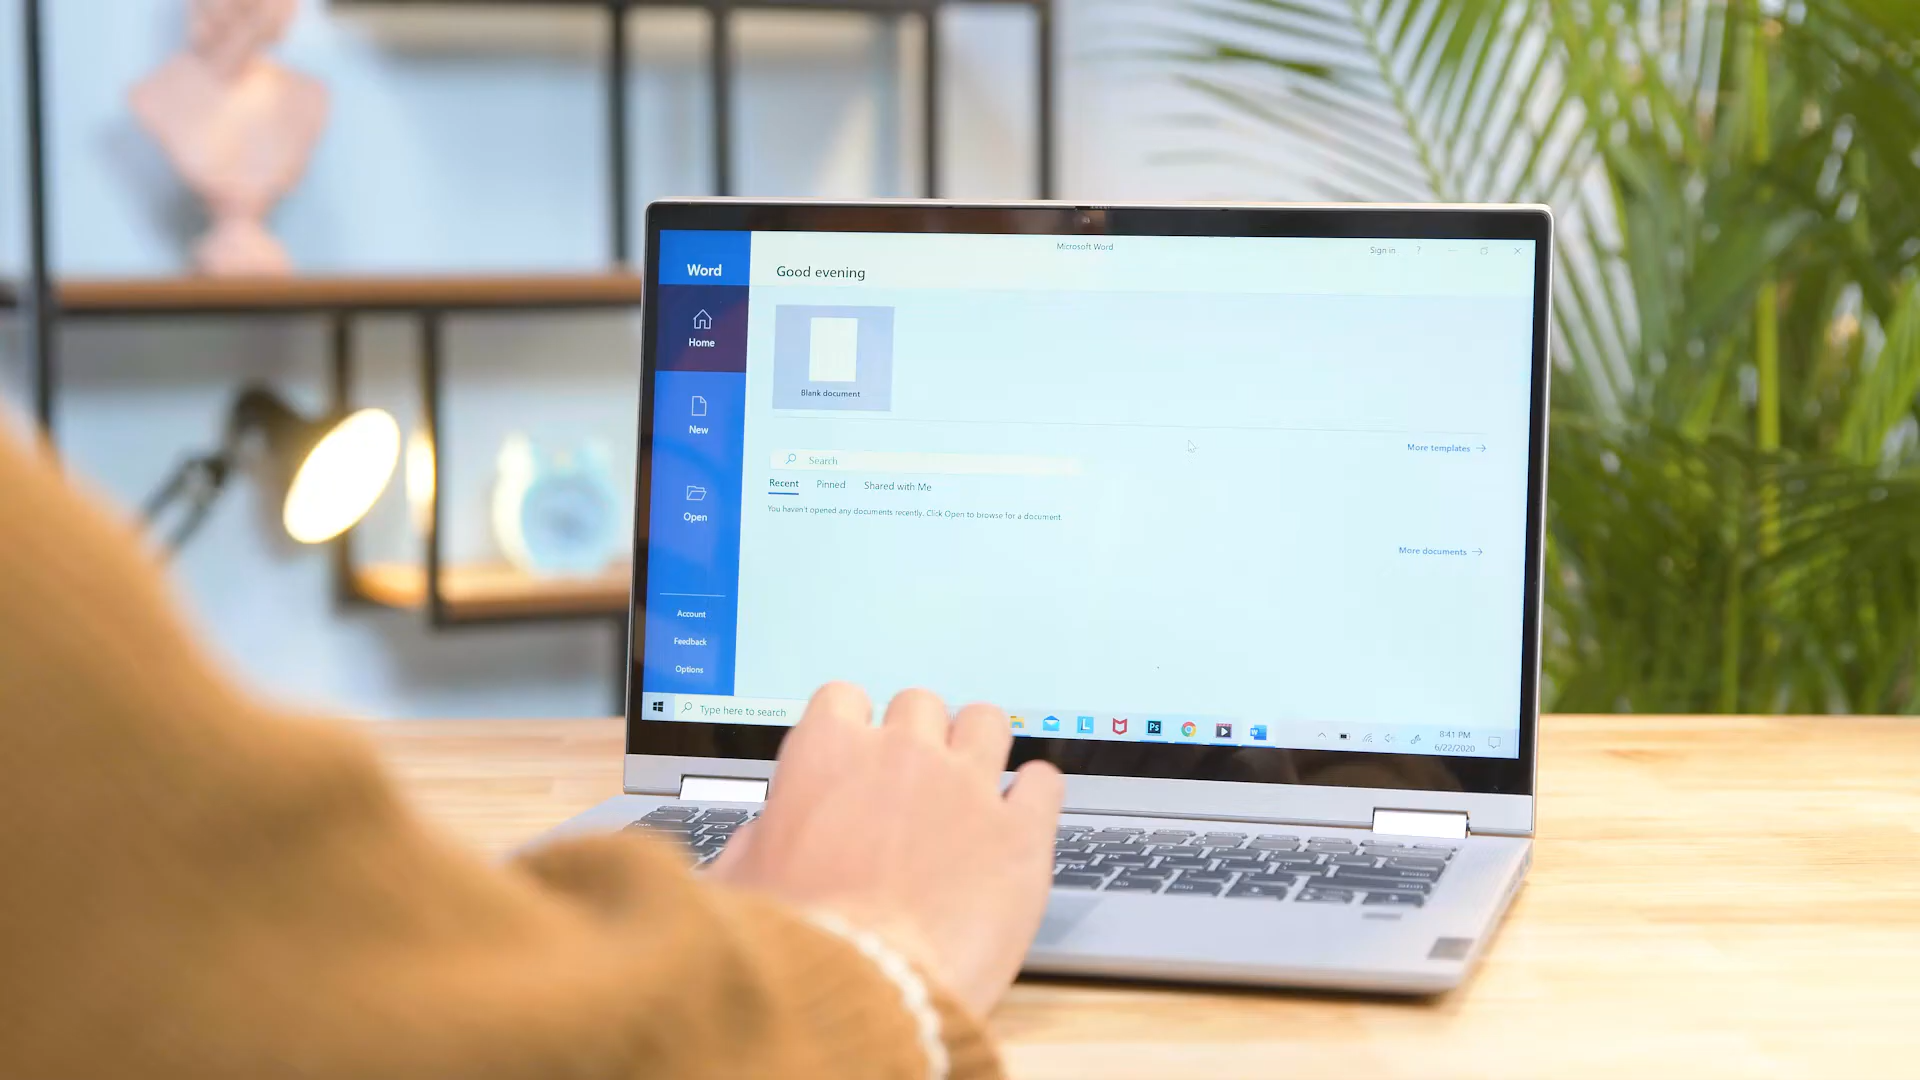 Microsoft Word
Sign in ?
Word
Good evening
Home
Blank document
New
More templates
Search
Recent Pinned Shared with Me
You haven't opened any documents recently. Click Open to browse for a document.
Open
More documents
Account
Feedback
Options
Type here to search
L
Ps
W
8:41 PM
6/22/2020